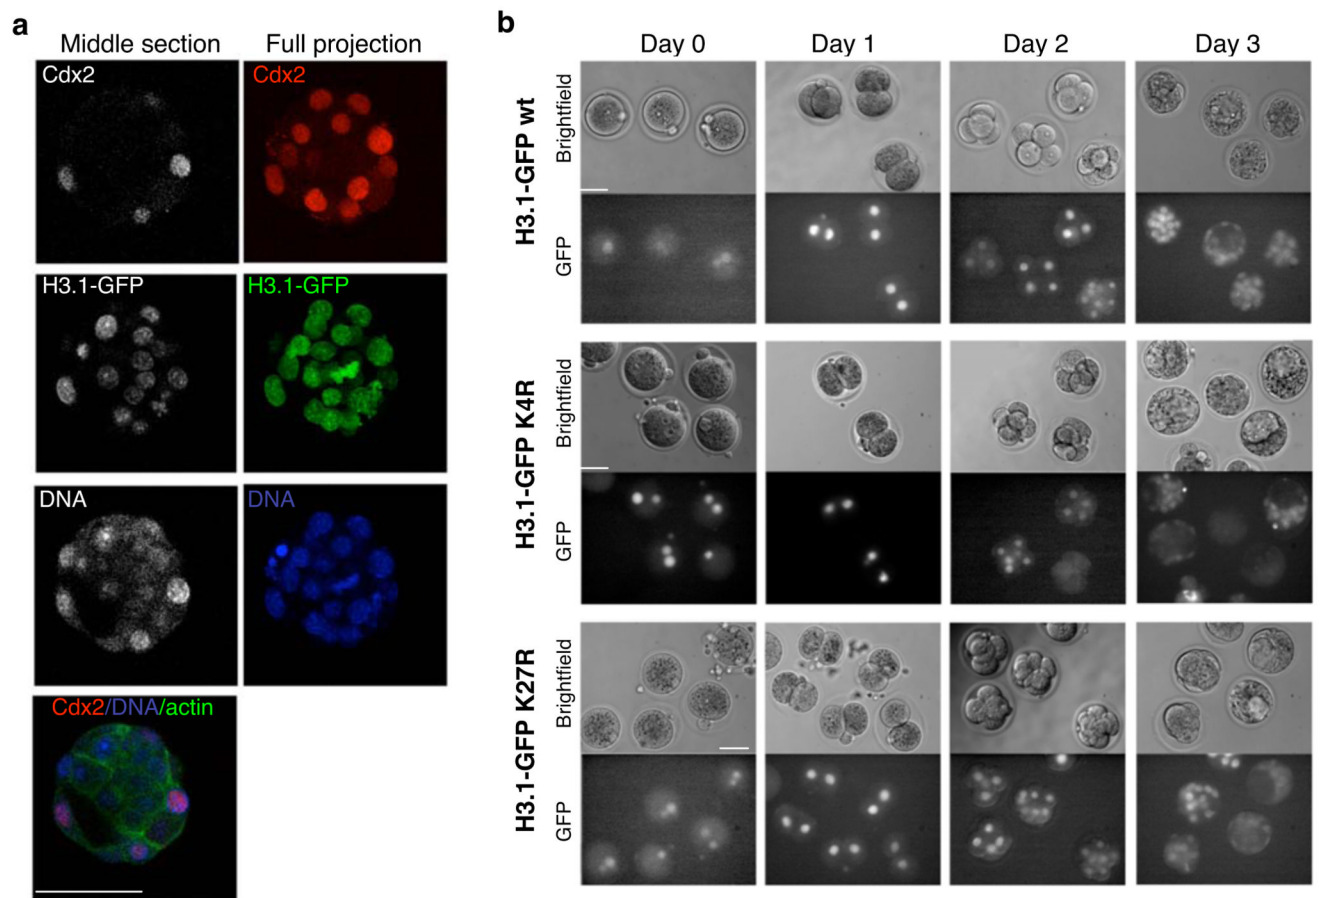 a
Middle section
Full projection
Cdx2
Cdx2
H3.1-GFP
H3.1-GFP
DNA
DNA
Cdx2/DNA/actin
b
Day 0
Day 1
Day 2
Day 3
H3.1-GFP wt
Brightfield
GFP
H3.1-GFP K4R
Brightfield
GFP
H3.1-GFP K27R
Brightfield
GFP